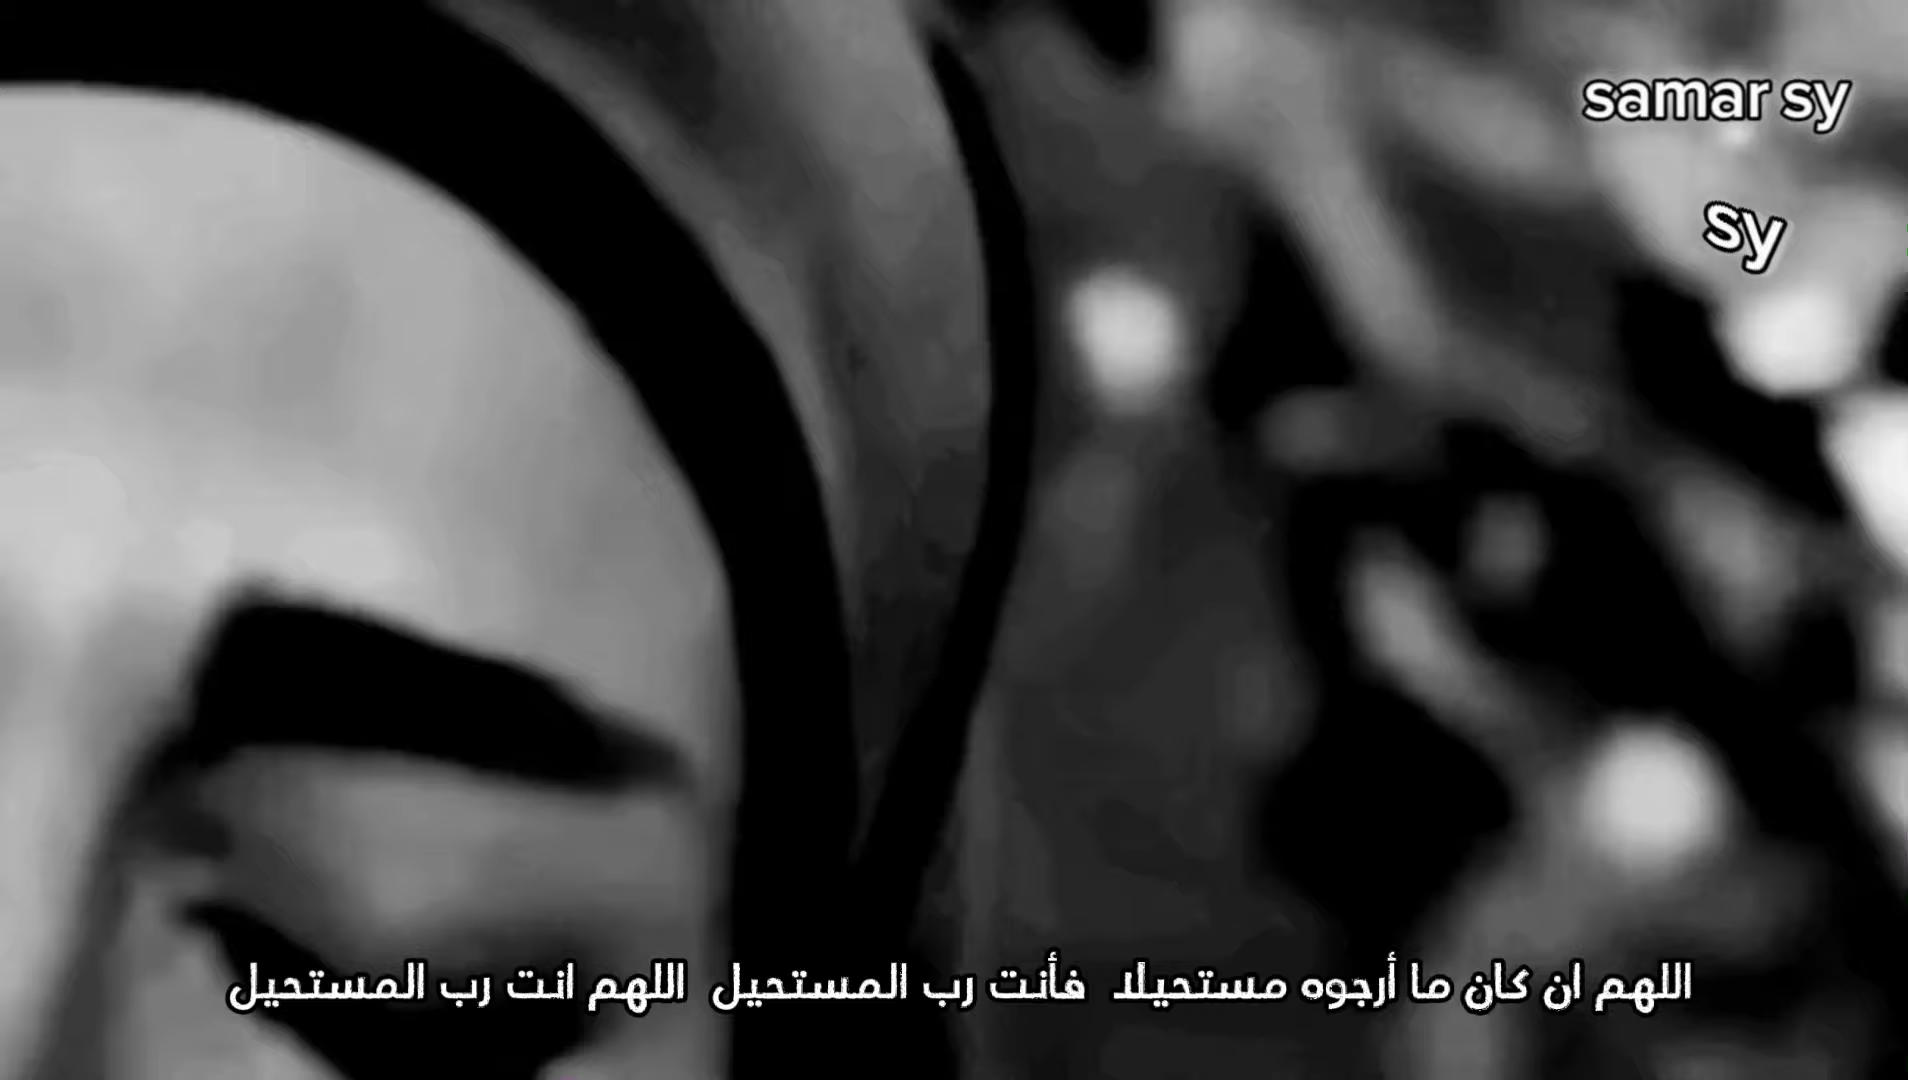 samar sy
sy
اللهم ان كان ما أرجوه مستحيلا فأنت رب المستحيل اللهم انت رب المستحيل